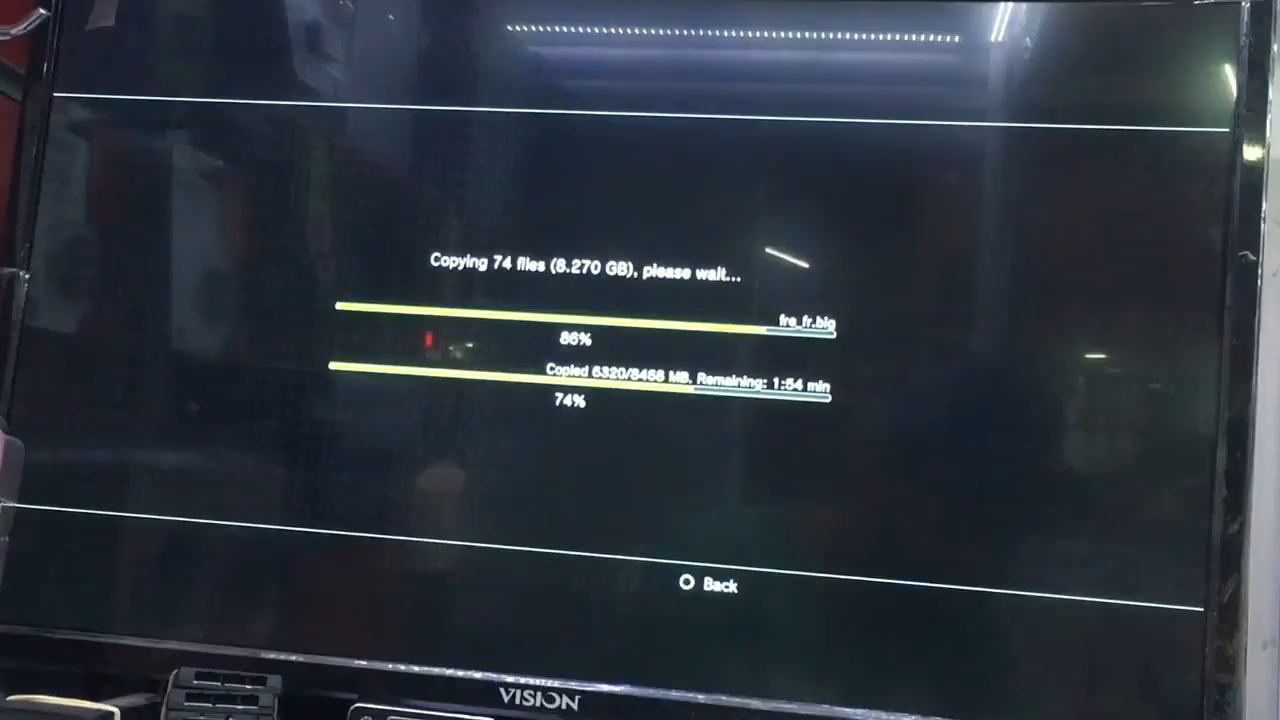 Copying 74 files (8.270 GB), please wait...
fre_fr.big
86%
Copied 6320/8468 MB, Remaining: 1:54 min
74%
Back
VISION